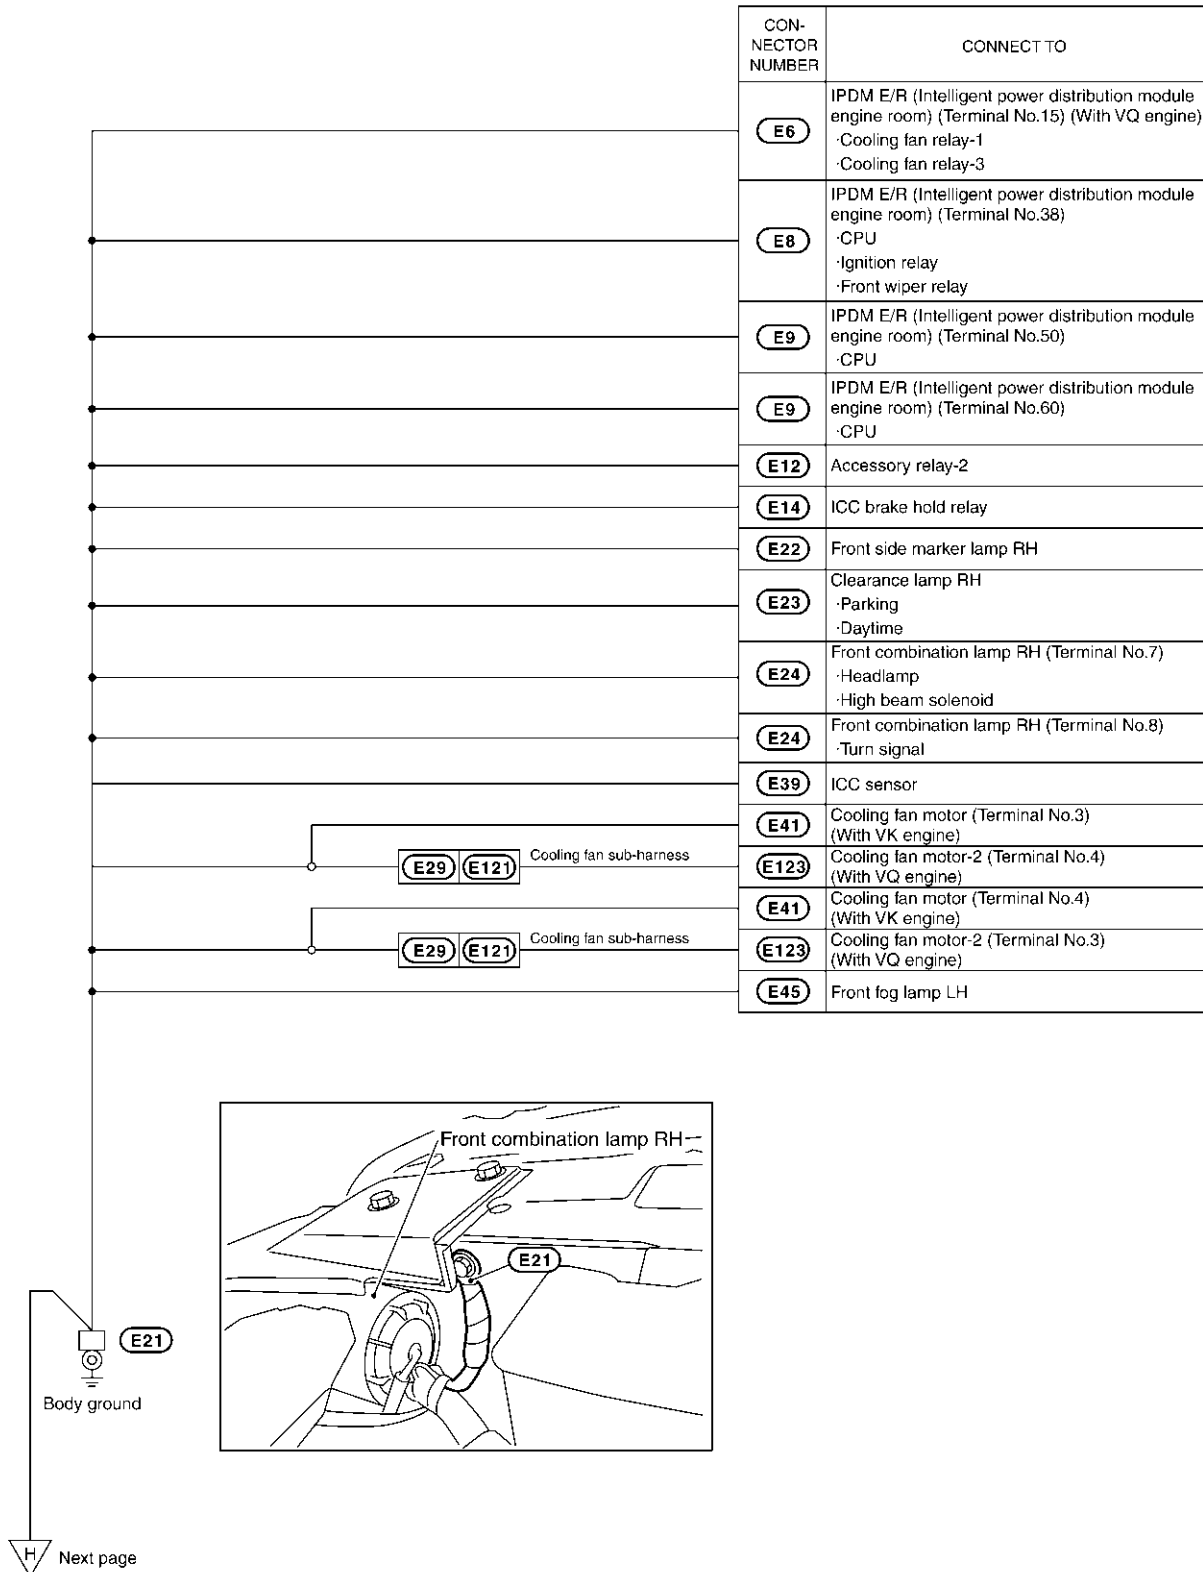 CON-
NECTOR
NUMBER
CONNECT TO
E6
IPDM E/R (Intelligent power distribution module
engine room) (Terminal No.15) (With VQ engine)
·Cooling fan relay-1
·Cooling fan relay-3
E8
IPDM E/R (Intelligent power distribution module
engine room) (Terminal No.38)
·CPU
·Ignition relay
·Front wiper relay
E9
IPDM E/R (Intelligent power distribution module
engine room) (Terminal No.50)
·CPU
E9
IPDM E/R (Intelligent power distribution module
engine room) (Terminal No.60)
·CPU
E12
Accessory relay-2
E14
ICC brake hold relay
E22
Front side marker lamp RH
E23
Clearance lamp RH
·Parking
·Daytime
E24
Front combination lamp RH (Terminal No.7)
·Headlamp
·High beam solenoid
E24
Front combination lamp RH (Terminal No.8)
·Turn signal
E39
ICC sensor
E41
Cooling fan motor (Terminal No.3)
(With VK engine)
E29 E121 Cooling fan sub-harness
E123
Cooling fan motor-2 (Terminal No.4)
(With VQ engine)
E41
Cooling fan motor (Terminal No.4)
(With VK engine)
E29 E121 Cooling fan sub-harness
E123
Cooling fan motor-2 (Terminal No.3)
(With VQ engine)
E45
Front fog lamp LH
Front combination lamp RH
E21
E21
Body ground
H Next page